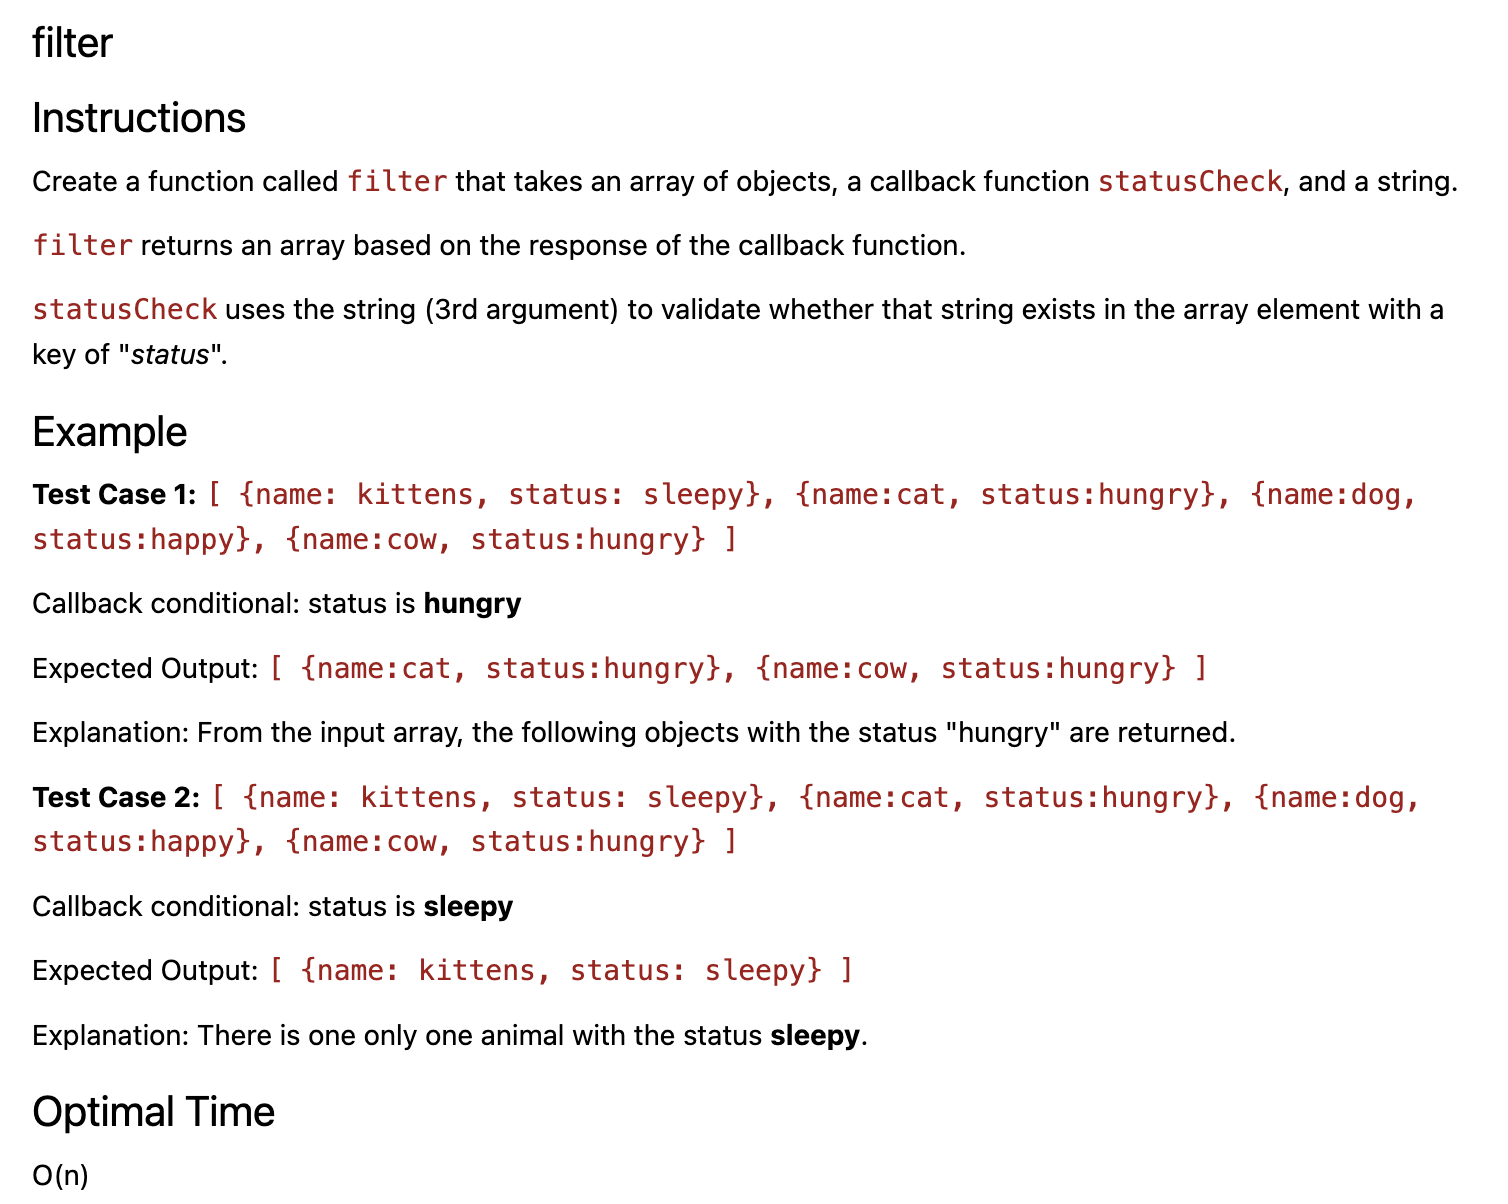 filter
Instructions
Create a function called filter that takes an array of objects, a callback function statusCheck, and a string.
filter returns an array based on the response of the callback function.
statusCheck uses the string (3rd argument) to validate whether that string exists in the array element with a
key of "status".
Example
Test Case 1: [ {name: kittens, status: sleepy}, {name:cat, status:hungry}, {name:dog,
status:happy}, {name:cow, status:hungry} ]
Callback conditional: status is hungry
Expected Output: [ {name:cat, status:hungry}, {name:cow, status:hungry} ]
Explanation: From the input array, the following objects with the status "hungry" are returned.
Test Case 2: [ {name: kittens, status: sleepy}, {name:cat, status:hungry}, {name:dog,
status:happy}, {name:cow, status:hungry} ]
Callback conditional: status is sleepy
Expected Output: [ {name: kittens, status: sleepy} ]
Explanation: There is one only one animal with the status sleepy.
Optimal Time
O(n)